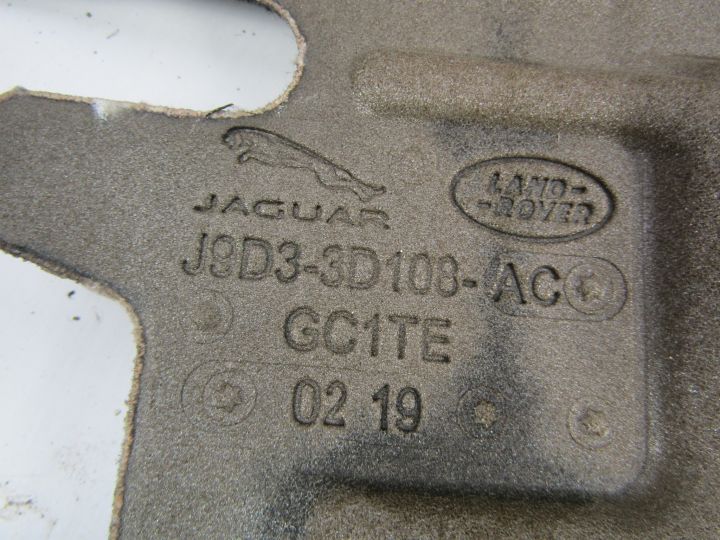 JAGUAR
LAND-
-ROVER
J9D3-3D108-AC
GC1TE
02 19